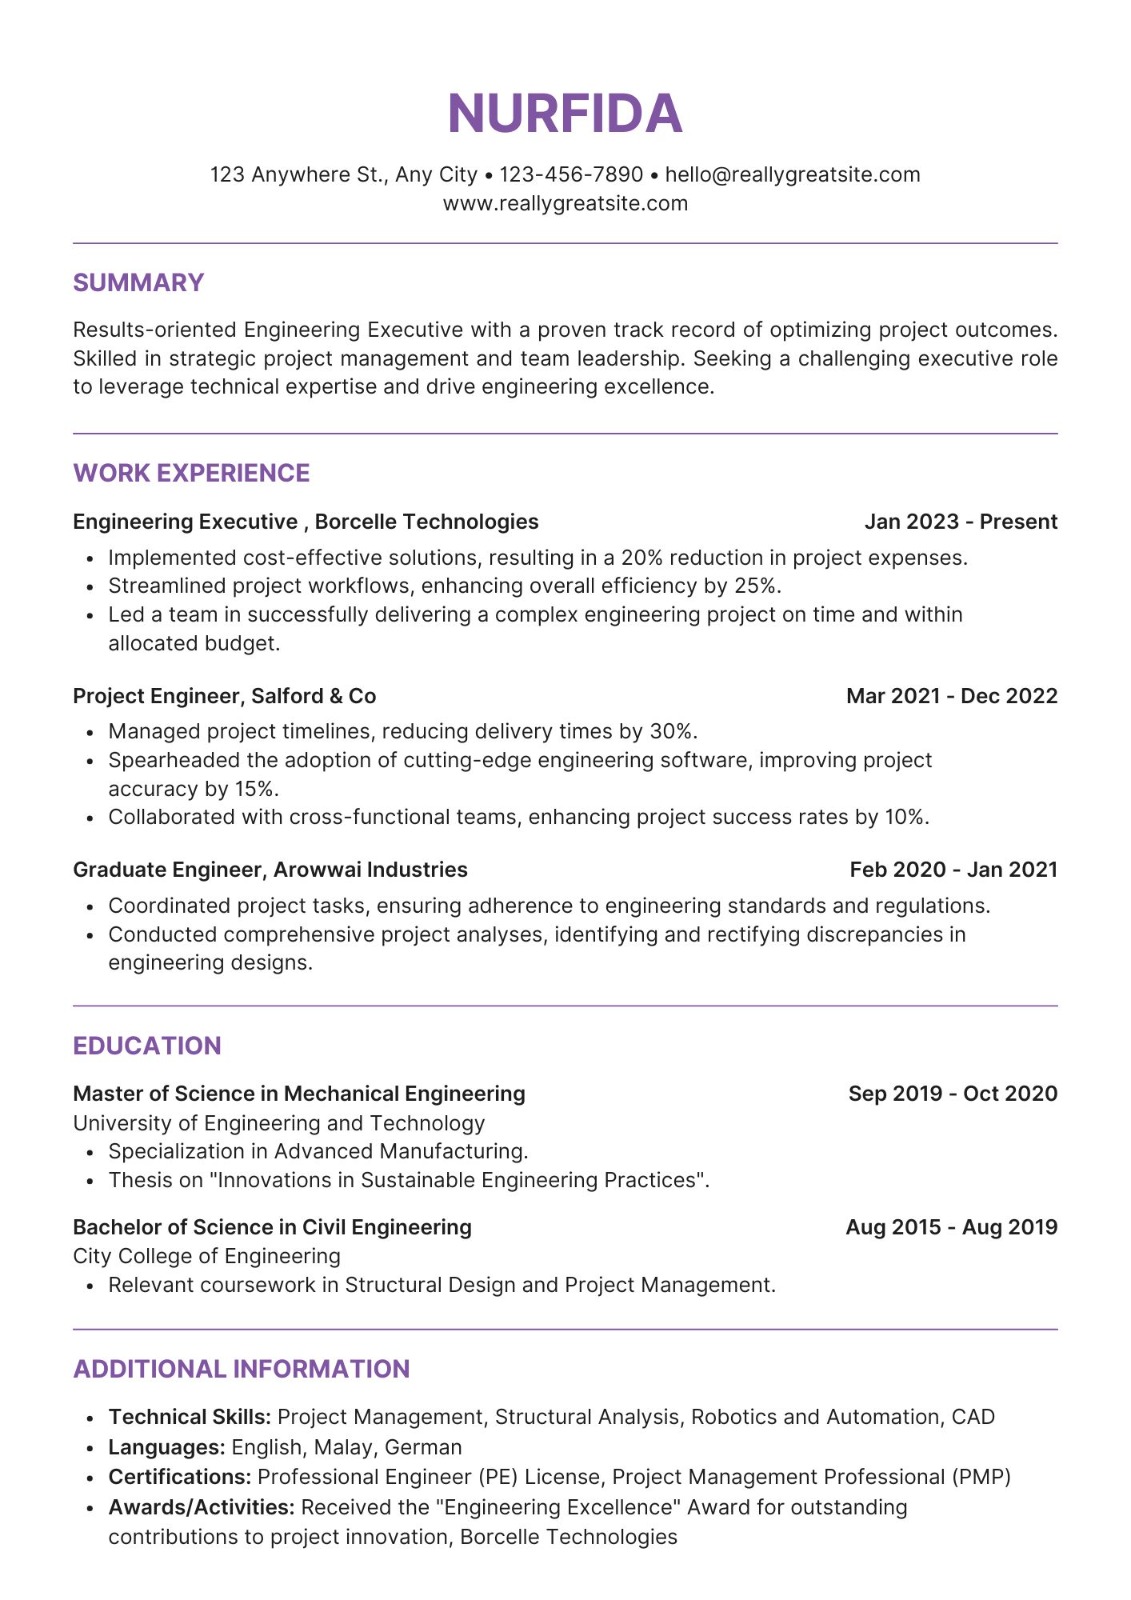 NURFIDA
123 Anywhere St., Any City • 123-456-7890 • hello@reallygreatsite.com
www.reallygreatsite.com
SUMMARY
Results-oriented Engineering Executive with a proven track record of optimizing project outcomes.
Skilled in strategic project management and team leadership. Seeking a challenging executive role
to leverage technical expertise and drive engineering excellence.
WORK EXPERIENCE
Engineering Executive , Borcelle Technologies Jan 2023 - Present
• Implemented cost-effective solutions, resulting in a 20% reduction in project expenses.
• Streamlined project workflows, enhancing overall efficiency by 25%.
• Led a team in successfully delivering a complex engineering project on time and within
allocated budget.
Project Engineer, Salford & Co Mar 2021 - Dec 2022
• Managed project timelines, reducing delivery times by 30%.
• Spearheaded the adoption of cutting-edge engineering software, improving project
accuracy by 15%.
• Collaborated with cross-functional teams, enhancing project success rates by 10%.
Graduate Engineer, Arowwai Industries Feb 2020 - Jan 2021
• Coordinated project tasks, ensuring adherence to engineering standards and regulations.
• Conducted comprehensive project analyses, identifying and rectifying discrepancies in
engineering designs.
EDUCATION
Master of Science in Mechanical Engineering Sep 2019 - Oct 2020
University of Engineering and Technology
• Specialization in Advanced Manufacturing.
• Thesis on "Innovations in Sustainable Engineering Practices".
Bachelor of Science in Civil Engineering Aug 2015 - Aug 2019
City College of Engineering
• Relevant coursework in Structural Design and Project Management.
ADDITIONAL INFORMATION
• Technical Skills: Project Management, Structural Analysis, Robotics and Automation, CAD
• Languages: English, Malay, German
• Certifications: Professional Engineer (PE) License, Project Management Professional (PMP)
• Awards/Activities: Received the "Engineering Excellence" Award for outstanding
contributions to project innovation, Borcelle Technologies